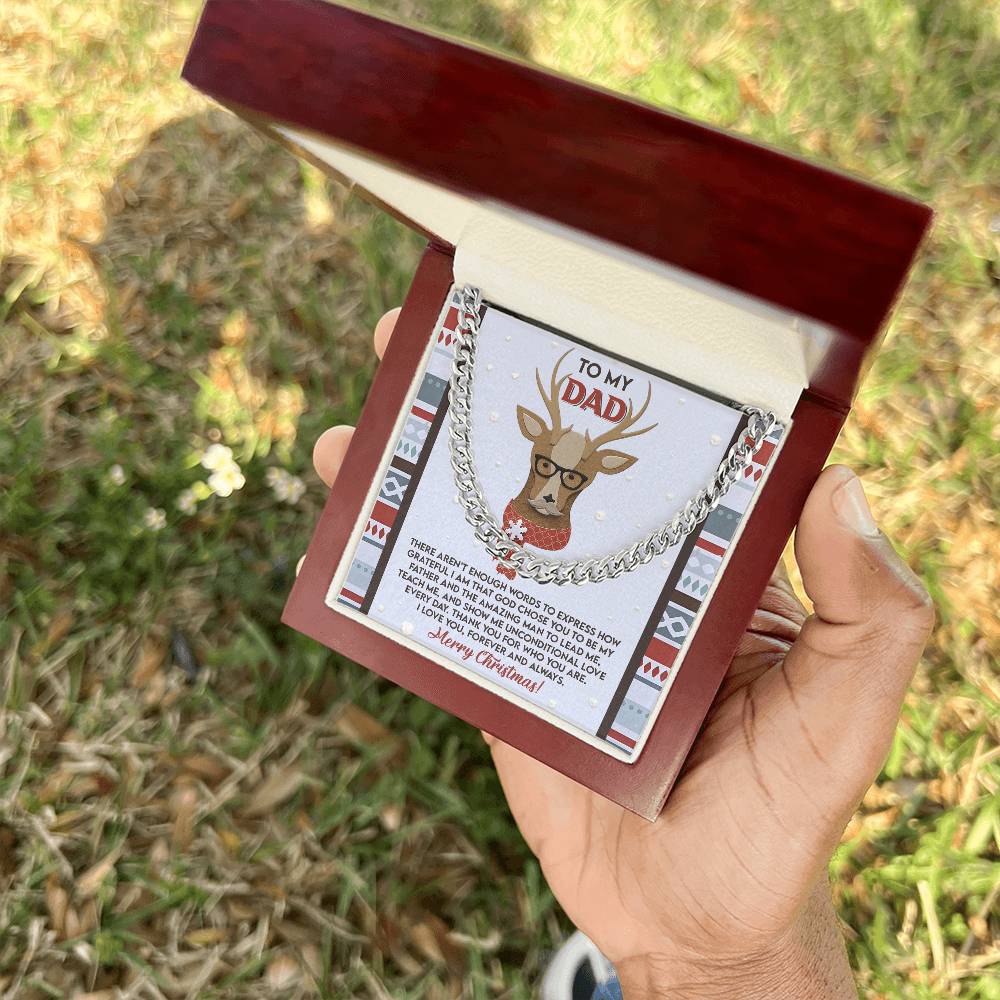 TO MY
DAD
THERE AREN'T ENOUGH WORDS TO EXPRESS HOW
GRATEFUL I AM THAT GOD CHOSE YOU TO BE MY
FATHER AND THE AMAZING MAN TO LEAD ME,
TEACH ME, AND SHOW ME UNCONDITIONAL LOVE
EVERY DAY. THANK YOU FOR WHO YOU ARE.
I LOVE YOU, FOREVER AND ALWAYS.
Merry Christmas!